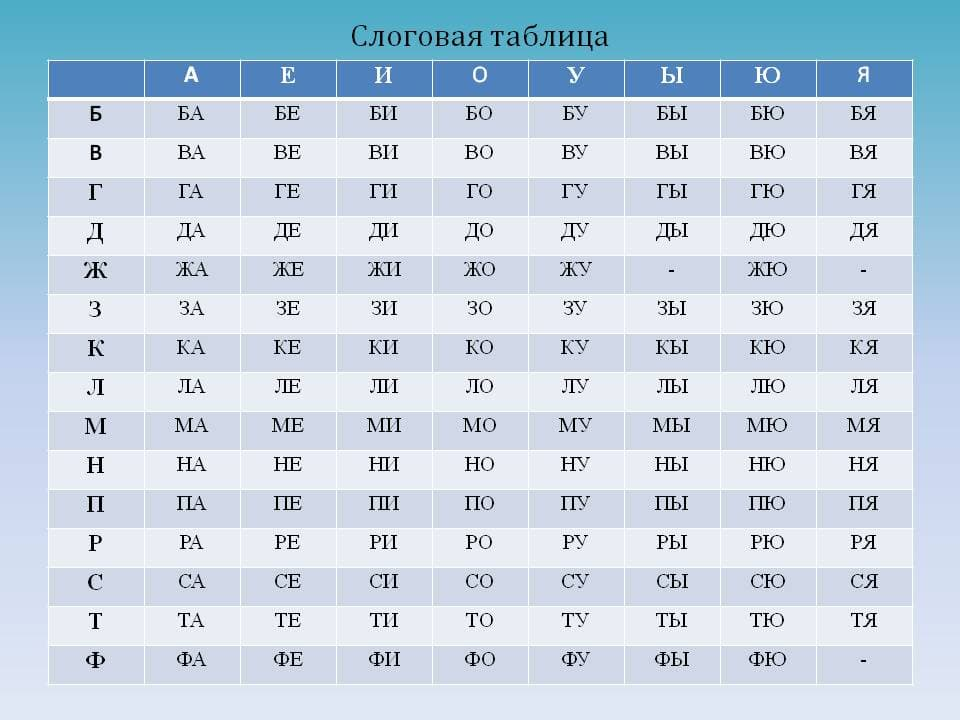 Слоговая таблица
А Е И О У Ы Ю Я
Б БА БЕ БИ БО БУ БЫ БЮ БЯ
В ВА ВЕ ВИ ВО ВУ ВЫ ВЮ ВЯ
Г ГА ГЕ ГИ ГО ГУ ГЫ ГЮ ГЯ
Д ДА ДЕ ДИ ДО ДУ ДЫ ДЮ ДЯ
Ж ЖА ЖЕ ЖИ ЖО ЖУ - ЖЮ -
З ЗА ЗЕ ЗИ ЗО ЗУ ЗЫ ЗЮ ЗЯ
К КА КЕ КИ КО КУ КЫ КЮ КЯ
Л ЛА ЛЕ ЛИ ЛО ЛУ ЛЫ ЛЮ ЛЯ
М МА МЕ МИ МО МУ МЫ МЮ МЯ
Н НА НЕ НИ НО НУ НЫ НЮ НЯ
П ПА ПЕ ПИ ПО ПУ ПЫ ПЮ ПЯ
Р РА РЕ РИ РО РУ РЫ РЮ РЯ
С СА СЕ СИ СО СУ СЫ СЮ СЯ
Т ТА ТЕ ТИ ТО ТУ ТЫ ТЮ ТЯ
Ф ФА ФЕ ФИ ФО ФУ ФЫ ФЮ -